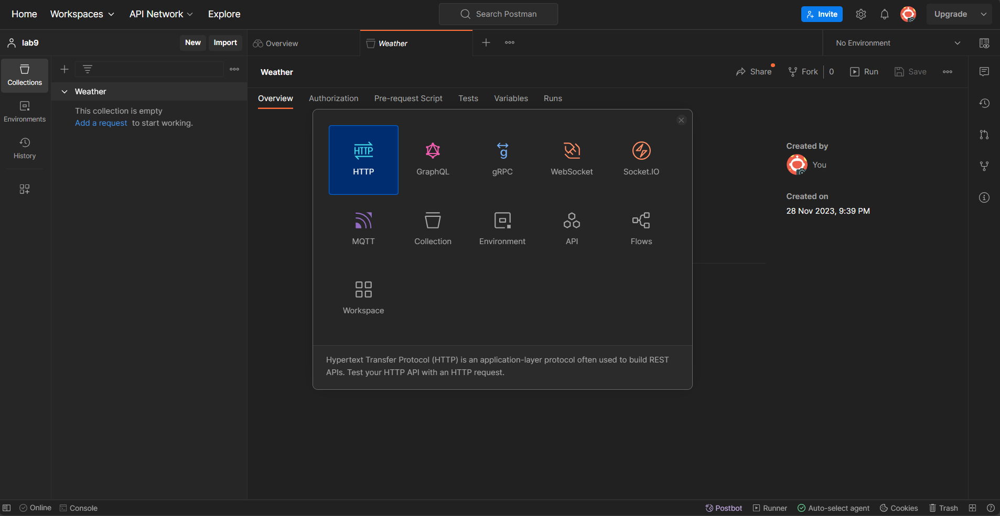 Home Workspaces API Network Explore Search Postman Invite Upgrade
lab9 New Import Overview Weather No Environment
Collections
Environments
History
Weather
This collection is empty
Add a request to start working.
Weather Share Fork 0 Run Save
Overview Authorization Pre-request Script Tests Variables Runs
HTTP
HTTP GraphQL g gRPC WebSocket Socket.IO
MQTT Collection Environment API Flows
Workspace
Hypertext Transfer Protocol (HTTP) is an application-layer protocol often used to build REST
APIs. Test your HTTP API with an HTTP request.
Created by
You
Created on
28 Nov 2023, 9:39 PM
Online Console Postbot Runner Auto-select agent Cookies Trash